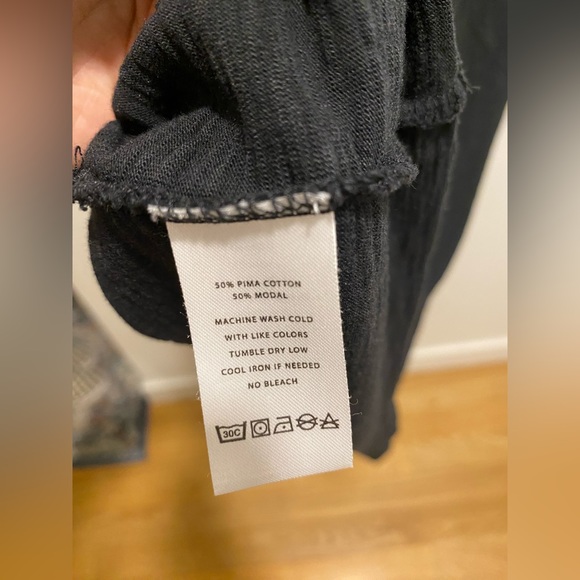 50% PIMA COTTON
50% MODAL
MACHINE WASH COLD
WITH LIKE COLORS
TUMBLE DRY LOW
COOL IRON IF NEEDED
NO BLEACH
30C